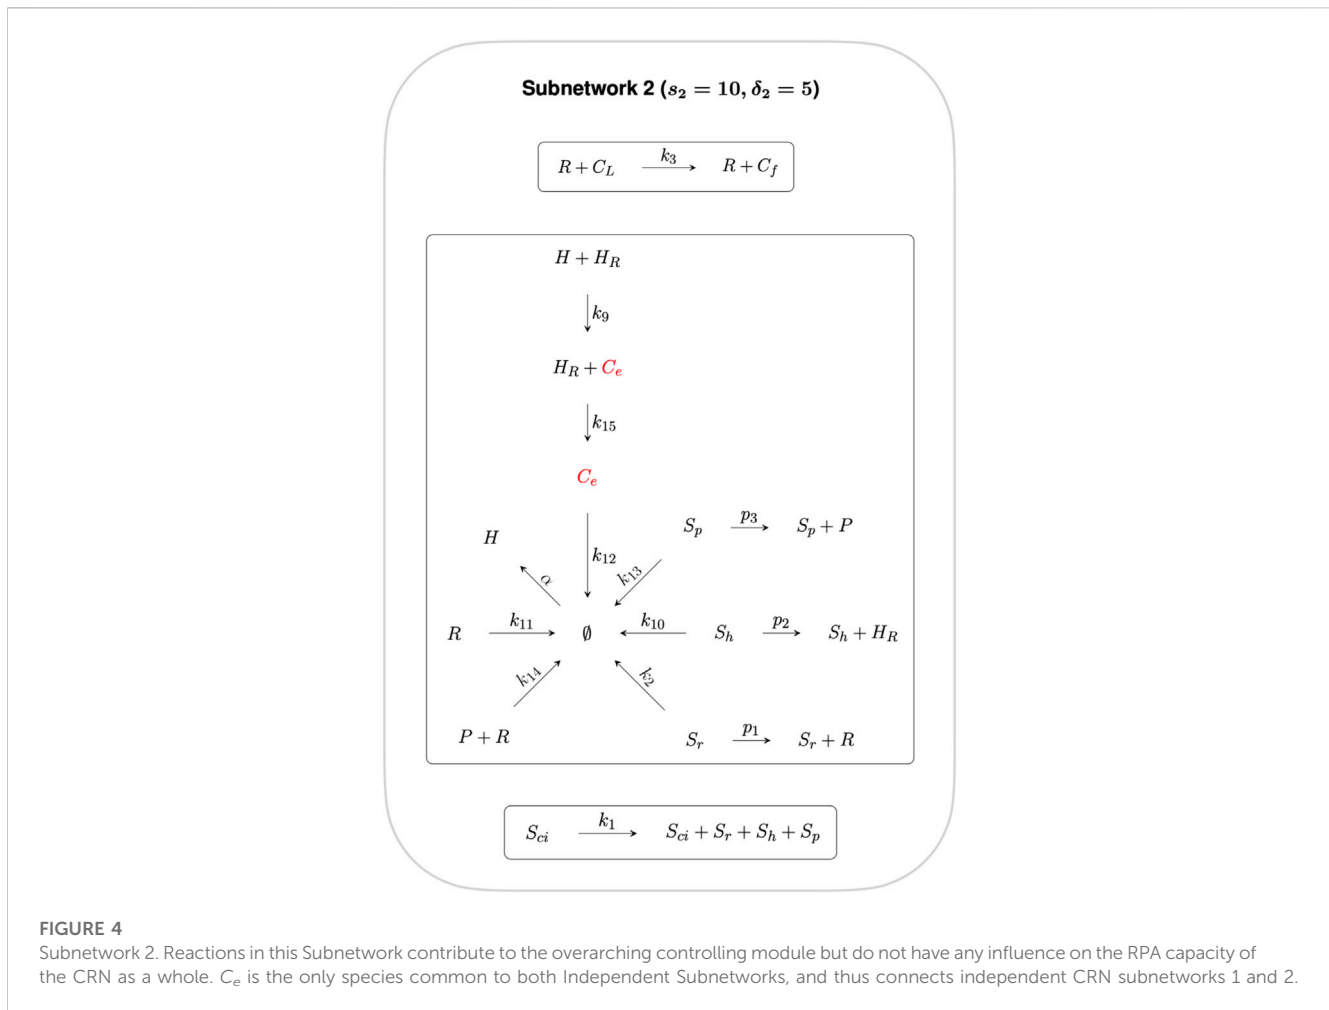 Subnetwork 2 (s₂ = 10, δ₂ = 5)
R + C_L k₃ R + C_f
H + H_R
k₉
H_R + C_e
k₁₅
C_e
S_p p₃ S_p + P
H
k₁₂
k₁₃
α
R k₁₁ ∅ k₁₀ S_h p₂ S_h + H_R
k₁₄
k₂
P + R
S_r p₁ S_r + R
S_ci k₁ S_ci + S_r + S_h + S_p
FIGURE 4
Subnetwork 2. Reactions in this Subnetwork contribute to the overarching controlling module but do not have any influence on the RPA capacity of
the CRN as a whole. C_e is the only species common to both Independent Subnetworks, and thus connects independent CRN subnetworks 1 and 2.